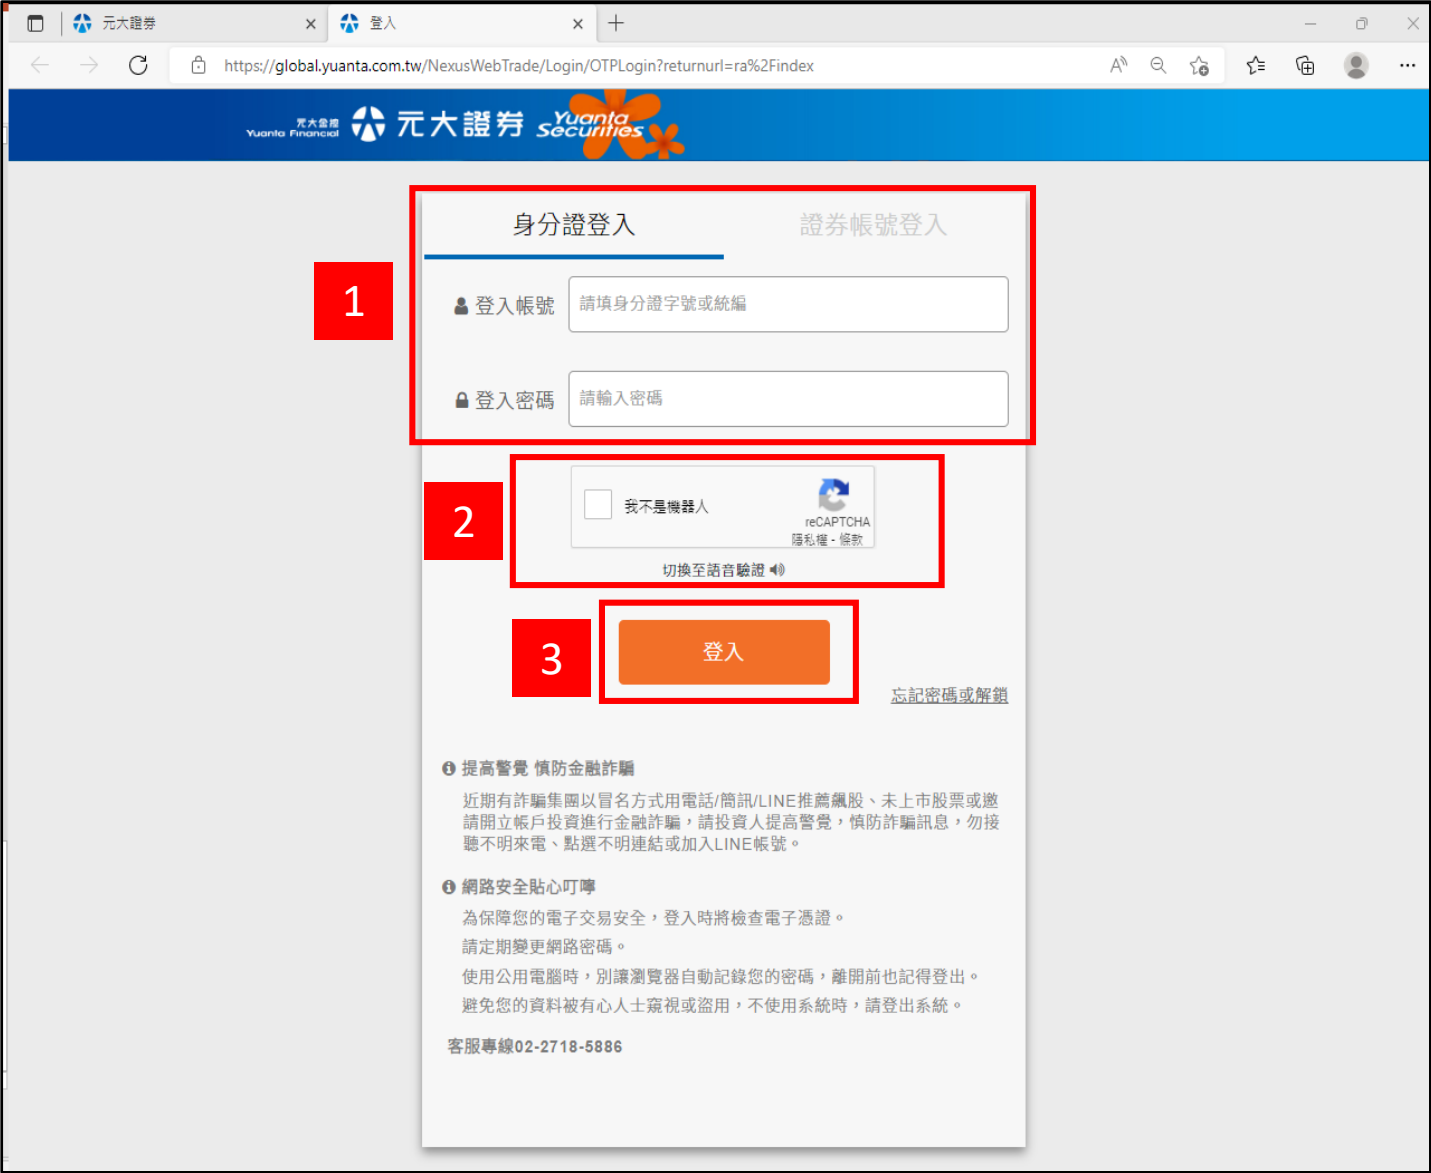 元大證券
登入
https://global.yuanta.com.tw/NexusWebTrade/Login/OTPLogin?returnurl=ra%2Findex
元大金控
Yuanta Financial
元大證券
Yuanta
securities
身分證登入
證券帳號登入
1
登入帳號
請填身分證字號或統編
登入密碼
請輸入密碼
2
我不是機器人
reCAPTCHA
隱私權 - 條款
切換至語音驗證
3
登入
忘記密碼或解鎖
提高警覺 慎防金融詐騙
近期有詐騙集團以冒名方式用電話/簡訊/LINE推薦飆股、未上市股票或邀
請開立帳戶投資進行金融詐騙，請投資人提高警覺，慎防詐騙訊息，勿接
聽不明來電、點選不明連結或加入LINE帳號。
網路安全貼心叮嚀
為保障您的電子交易安全，登入時將檢查電子憑證。
請定期變更網路密碼。
使用公用電腦時，別讓瀏覽器自動記錄您的密碼，離開前也記得登出。
避免您的資料被有心人士窺視或盜用，不使用系統時，請登出系統。
客服專線02-2718-5886